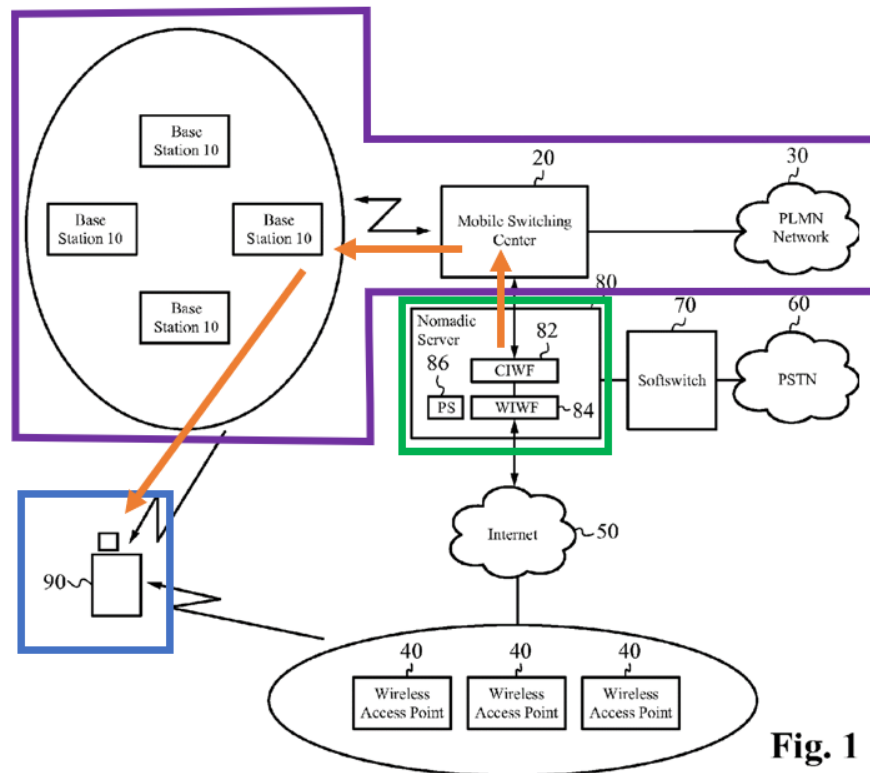 Base
Station 10
Base
Station 10
Base
Station 10
Base
Station 10
20
Mobile Switching
Center
30
PLMN
Network
80
Nomadic
Server
82
CIWF
86
PS
WIWF
84
70
Softswitch
60
PSTN
Internet
50
90
40
40
40
Wireless
Access Point
Wireless
Access Point
Wireless
Access Point
Fig. 1